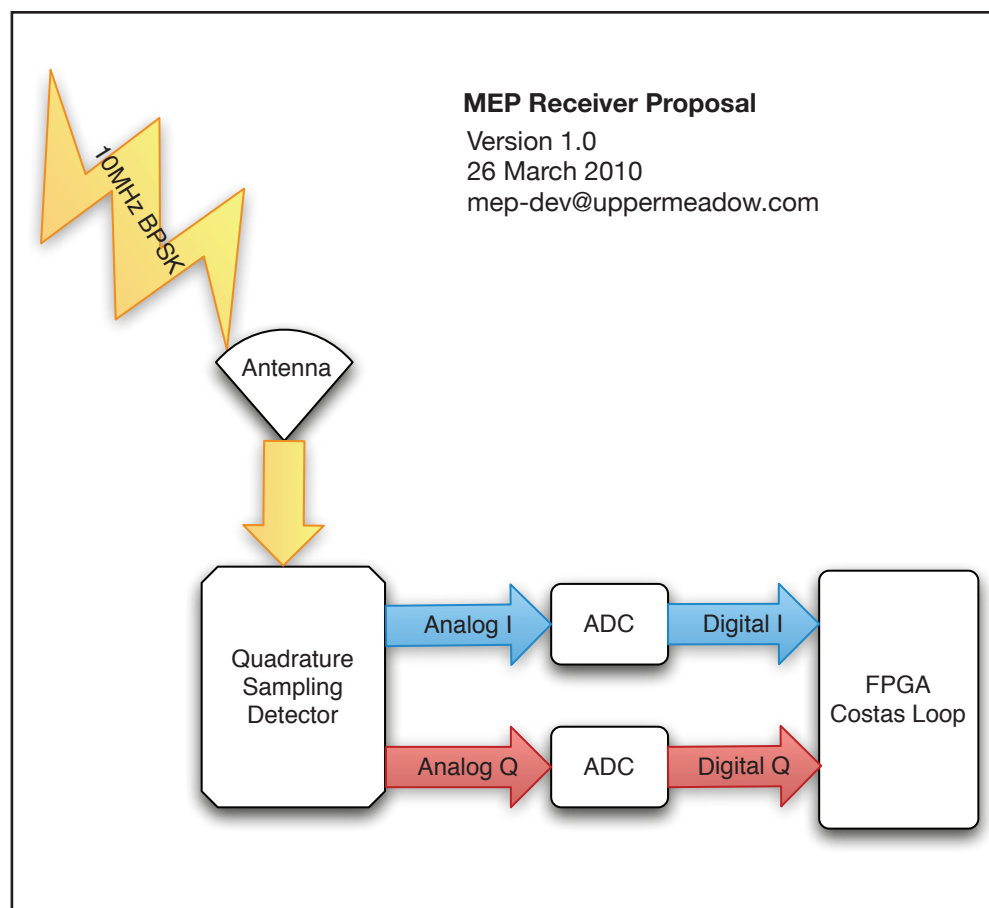 MEP Receiver Proposal
Version 1.0
26 March 2010
mep-dev@uppermeadow.com
10MHz BPSK
Antenna
Quadrature
Sampling
Detector
Analog I
ADC
Digital I
Analog Q
ADC
Digital Q
FPGA
Costas Loop